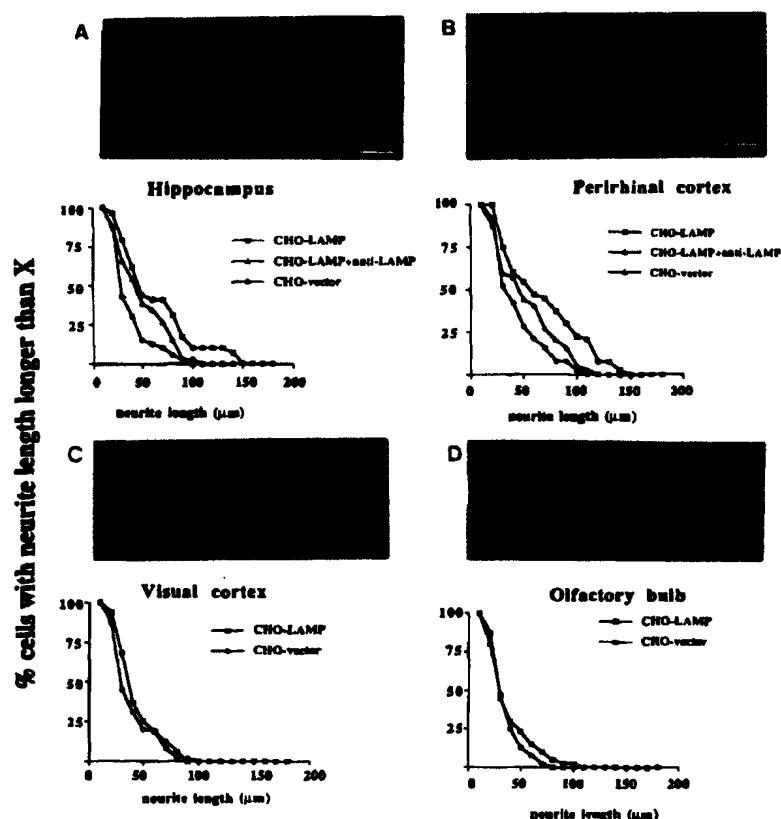 % cells with neurite length longer than X
A
Hippocampus
100
75
50
25
CHO-LAMP
CHO-LAMP+anti-LAMP
CHO-vector
0 50 100 150 200
neurite length (μm)
B
Perirhinal cortex
100
75
50
25
CHO-LAMP
CHO-LAMP+anti-LAMP
CHO-vector
0 50 100 150 200
neurite length (μm)
C
Visual cortex
100
75
50
25
CHO-LAMP
CHO-vector
0 50 100 150 200
neurite length (μm)
D
Olfactory bulb
100
75
50
25
CHO-LAMP
CHO-vector
0 50 100 150 200
neurite length (μm)